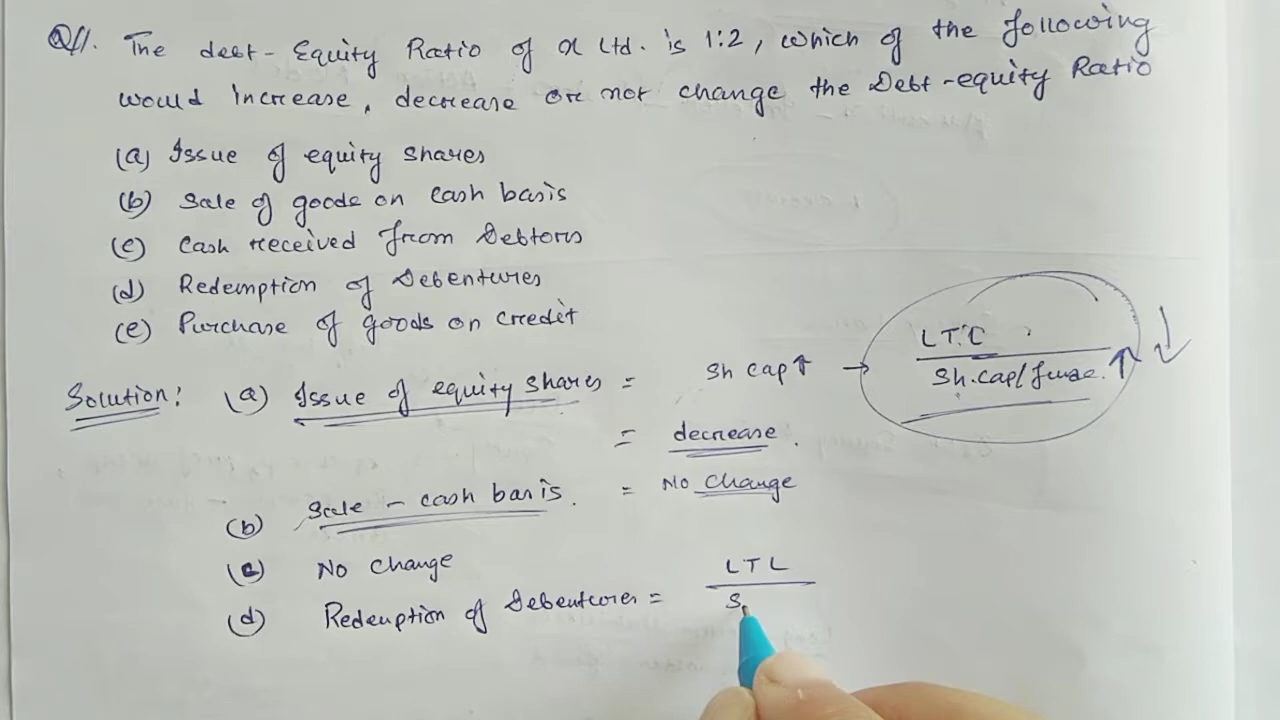 Q1. The debt-Equity Ratio of x Ltd. is 1:2, which of the following
would increase, decrease or not change the Debt-equity Ratio
(a) Issue of equity shares
(b) Sale of goods on cash basis
(c) Cash received from Debtors
(d) Redemption of Debentures
(e) Purchase of goods on credit
Solution: (a) Issue of equity shares = Sh cap↑ → LTL
Sh.cap/fund. ↑ ↓
= decrease.
(b) Sale - cash basis. = No change
(c) No change
(d) Redemption of Debentures = LTL
S